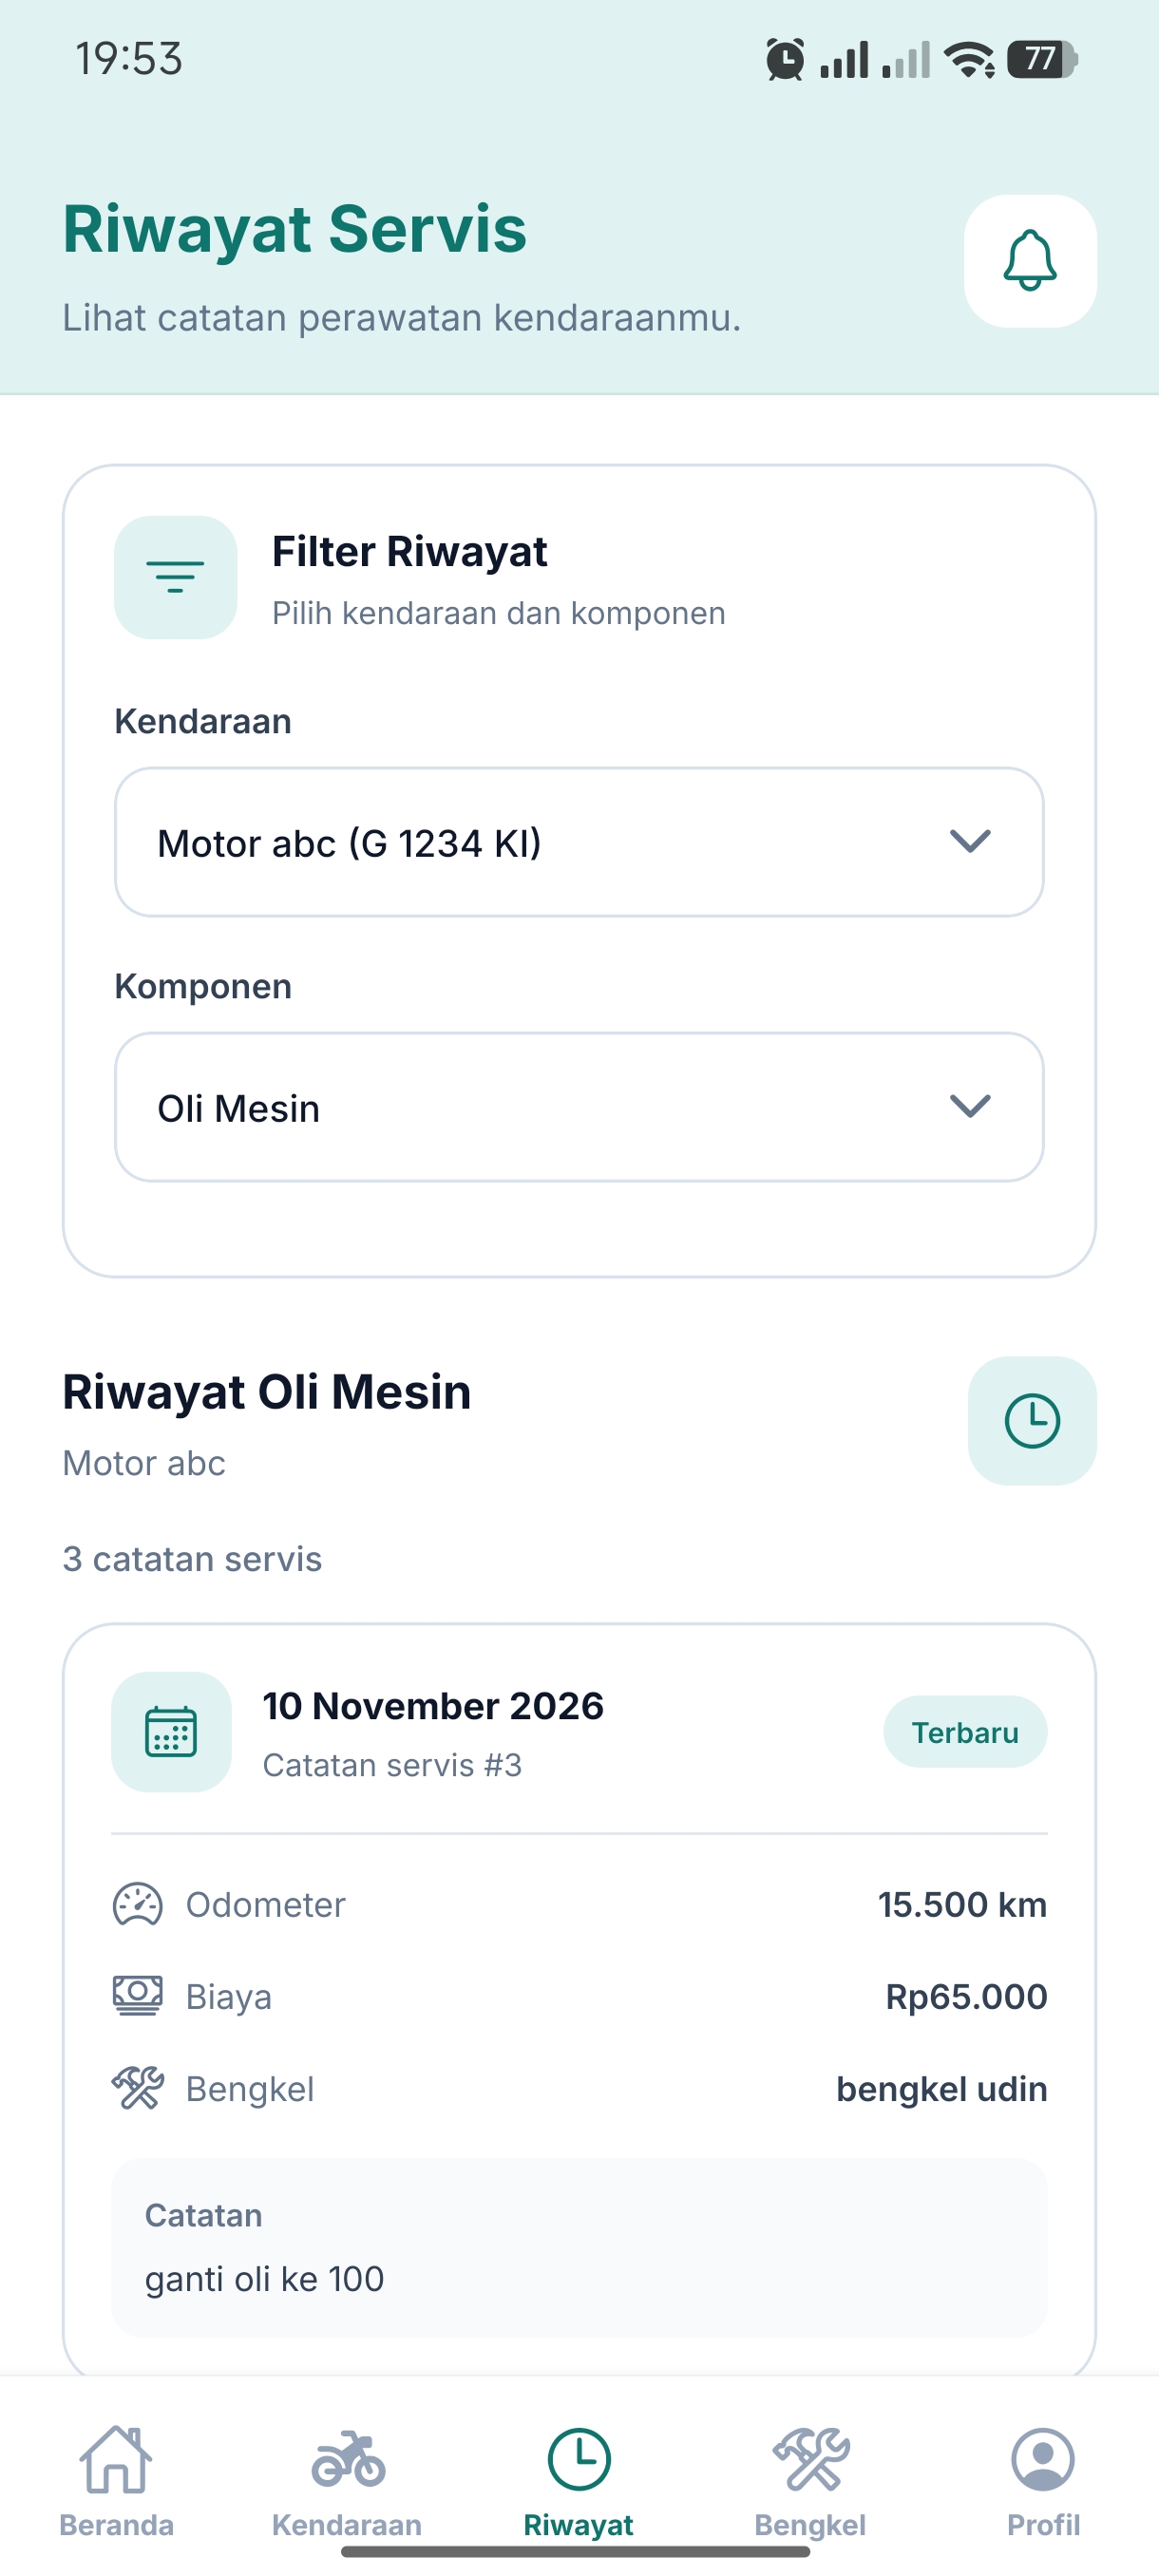 19:53
77
Riwayat Servis
Lihat catatan perawatan kendaraanmu.
Filter Riwayat
Pilih kendaraan dan komponen
Kendaraan
Motor abc (G 1234 KI)
Komponen
Oli Mesin
Riwayat Oli Mesin
Motor abc
3 catatan servis
10 November 2026
Catatan servis #3
Terbaru
Odometer 15.500 km
Biaya Rp65.000
Bengkel bengkel udin
Catatan
ganti oli ke 100
Beranda Kendaraan Riwayat Bengkel Profil